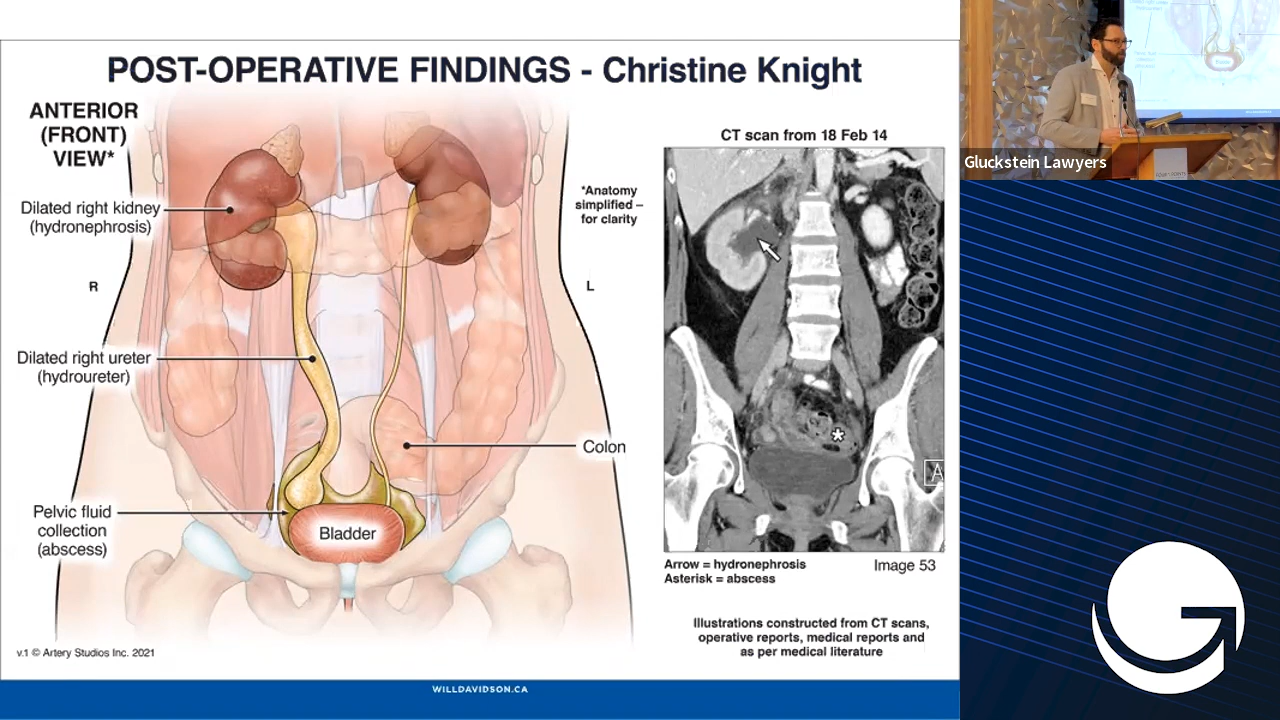 POST-OPERATIVE FINDINGS - Christine Knight
ANTERIOR
(FRONT)
VIEW*
Dilated right kidney
(hydronephrosis)
R
Dilated right ureter
(hydroureter)
Pelvic fluid
collection
(abscess)
Bladder
*Anatomy
simplified –
for clarity
L
Colon
v.1 © Artery Studios Inc. 2021
CT scan from 18 Feb 14
*
A
Arrow = hydronephrosis
Asterisk = abscess
Image 53
Illustrations constructed from CT scans,
operative reports, medical reports and
as per medical literature
WILLDAVIDSON.CA
Gluckstein Lawyers
G